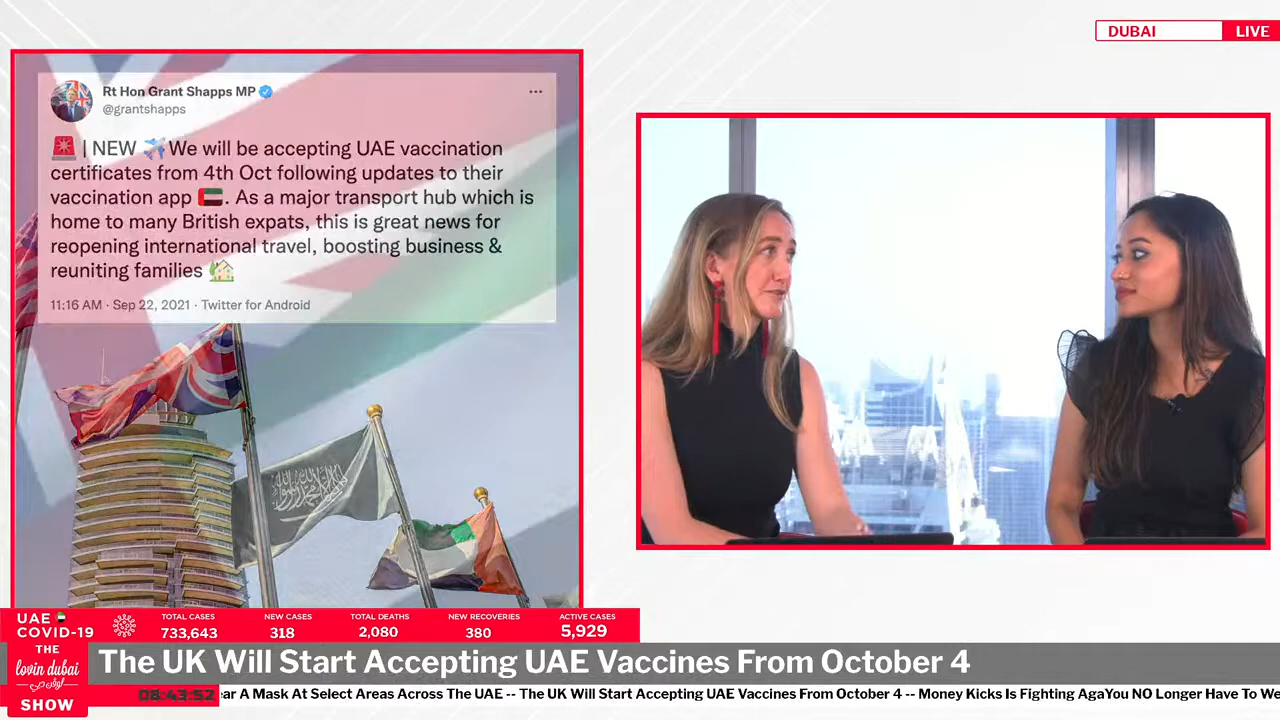 DUBAI LIVE
Rt Hon Grant Shapps MP
@grantshapps
🚨 | NEW ✈️ We will be accepting UAE vaccination
certificates from 4th Oct following updates to their
vaccination app 🇦🇪. As a major transport hub which is
home to many British expats, this is great news for
reopening international travel, boosting business &
reuniting families 🏡
11:16 AM · Sep 22, 2021 · Twitter for Android
UAE
COVID-19
TOTAL CASES NEW CASES TOTAL DEATHS NEW RECOVERIES ACTIVE CASES
733,643 318 2,080 380 5,929
THE
lovin dubai
SHOW
The UK Will Start Accepting UAE Vaccines From October 4
08:43:52
ear A Mask At Select Areas Across The UAE -- The UK Will Start Accepting UAE Vaccines From October 4 -- Money Kicks Is Fighting AgaYou NO Longer Have To We